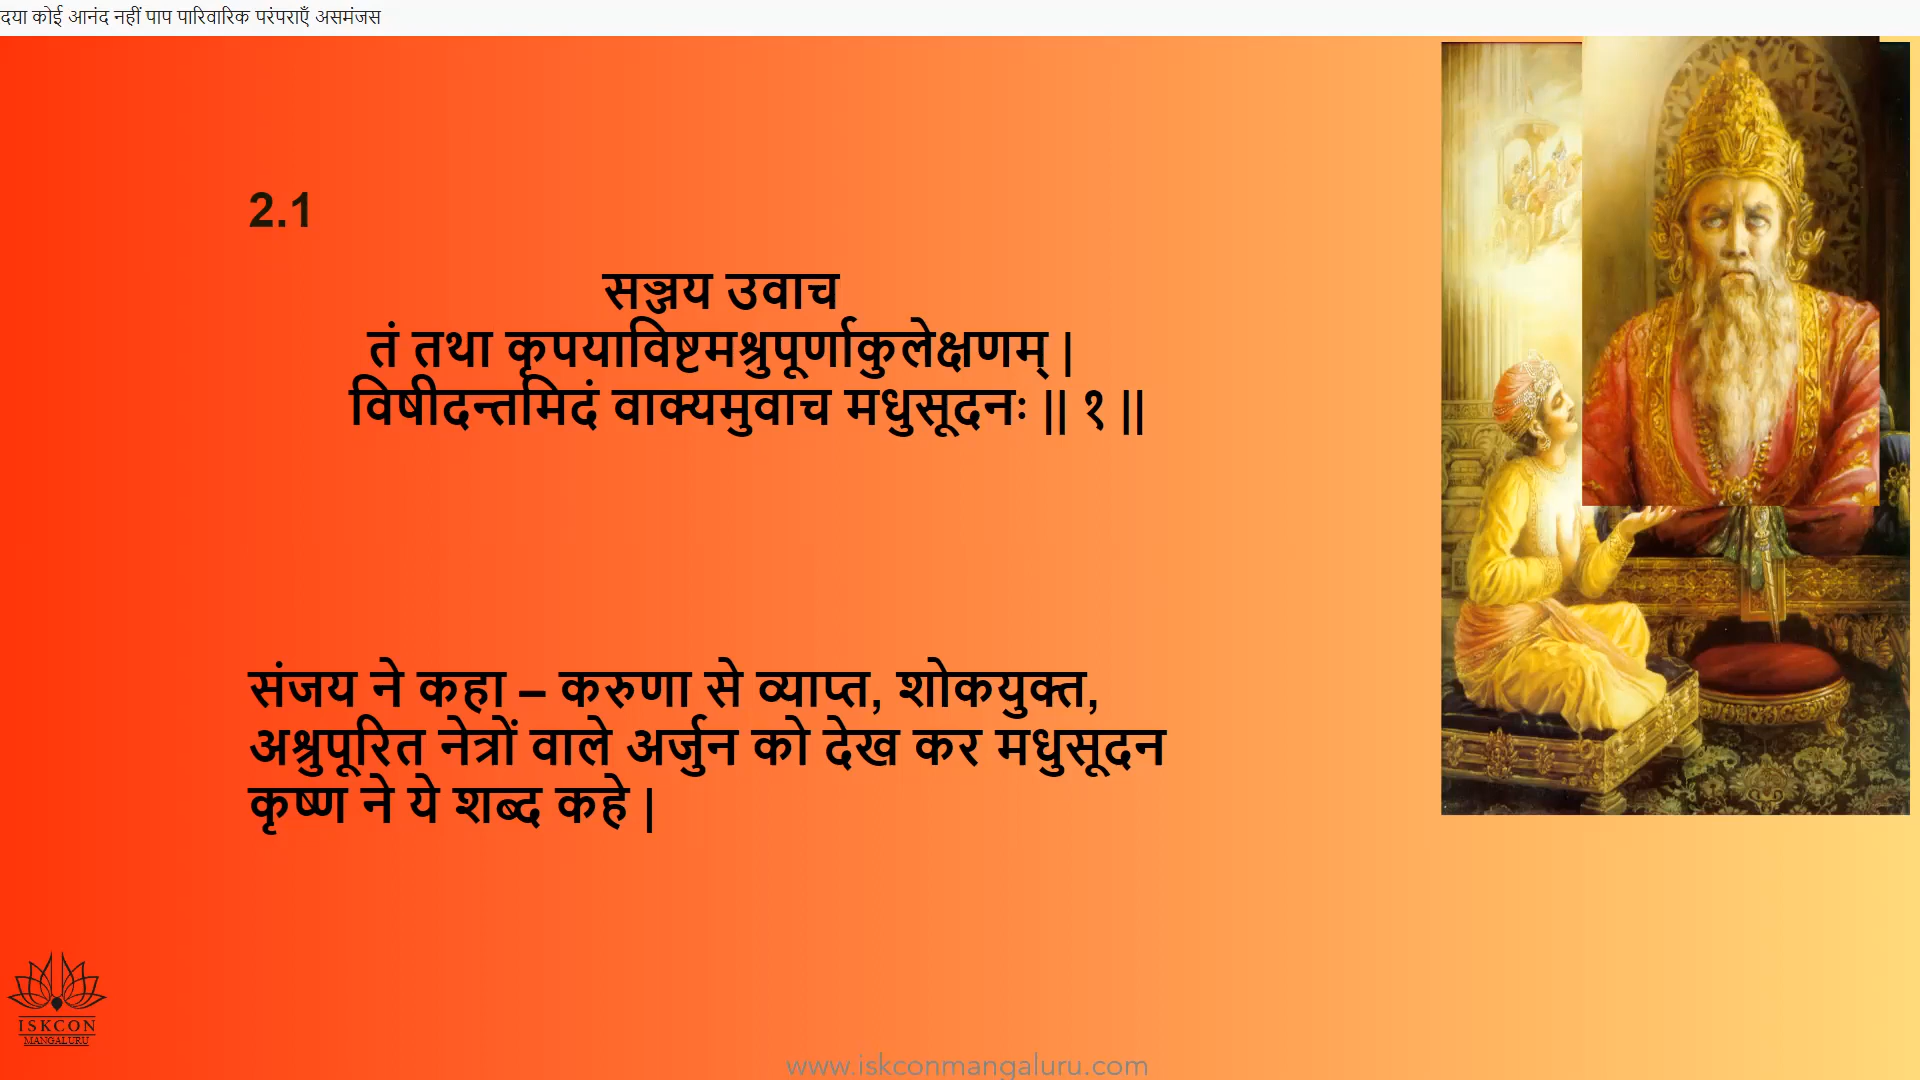 दया कोई आनंद नहीं पाप पारिवारिक परंपराएँ असमंजस
2.1
सञ्जय उवाच
तं तथा कृपयाविष्टमश्रुपूर्णाकुलेक्षणम् |
विषीदन्तमिदं वाक्यमुवाच मधुसूदनः || १ ||
संजय ने कहा – करुणा से व्याप्त, शोकयुक्त,
अश्रुपूरित नेत्रों वाले अर्जुन को देख कर मधुसूदन
कृष्ण ने ये शब्द कहे |
ISKCON
MANGALURU
www.iskconmangaluru.com